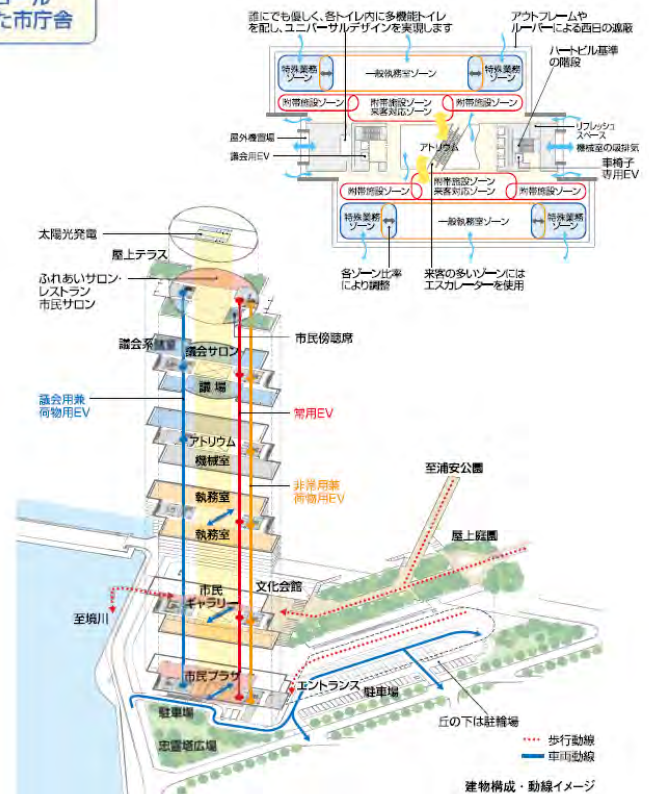 コール
た市庁舎
誰にでも優しく、各トイレ内に多機能トイレ
を配し、ユニバーサルデザインを実現します
アウトフレームや
ルーバーによる西日の遮蔽
ハートビル基準
の階段
特殊業務
ゾーン
一般執務室ゾーン
特殊業務
ゾーン
附帯施設ゾーン
附帯施設ゾーン
来客対応ゾーン
附帯施設ゾーン
屋外機置場
議会用EV
アトリウム
リフレッシュ
スペース
機械室の吸排気
車椅子
専用EV
附帯施設ゾーン
附帯施設ゾーン
来客対応ゾーン
附帯施設ゾーン
特殊業務
ゾーン
一般執務室ゾーン
特殊業務
ゾーン
各ゾーン比率
により調整
来客の多いゾーンには
エスカレーターを使用
太陽光発電
屋上テラス
ふれあいサロン・
レストラン
市民サロン
市民傍聴席
議会系諸室
議会サロン
議場
議会用兼
荷物用EV
常用EV
アトリウム
機械室
非常用兼
荷物用EV
執務室
執務室
至浦安公園
屋上庭園
市民
ギャラリー
文化会館
至境川
市民プラザ
エントランス
駐車場
駐車場
丘の下は駐輪場
忠霊塔広場
歩行動線
車両動線
建物構成・動線イメージ